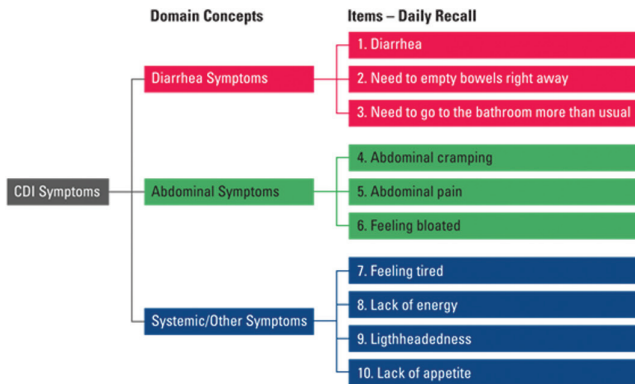 Domain Concepts
Items – Daily Recall
CDI Symptoms
Diarrhea Symptoms
1. Diarrhea
2. Need to empty bowels right away
3. Need to go to the bathroom more than usual
Abdominal Symptoms
4. Abdominal cramping
5. Abdominal pain
6. Feeling bloated
Systemic/Other Symptoms
7. Feeling tired
8. Lack of energy
9. Ligthheadedness
10. Lack of appetite